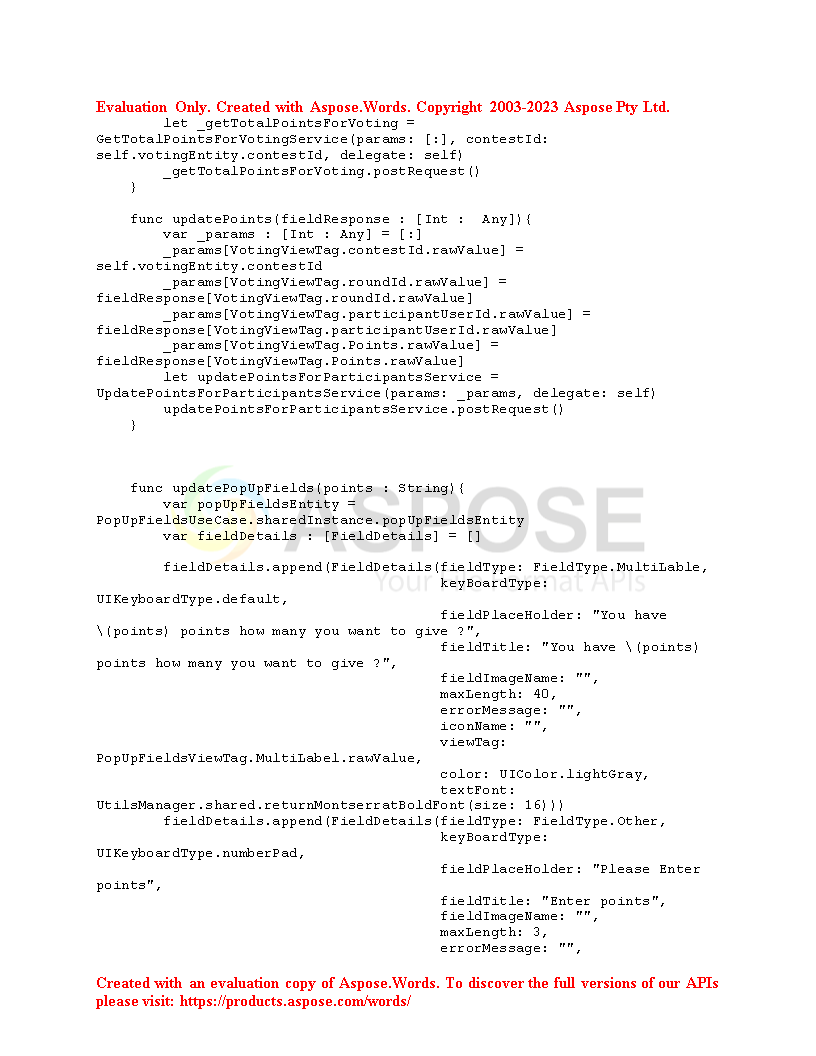 Evaluation Only. Created with Aspose.Words. Copyright 2003-2023 Aspose Pty Ltd.
        let _getTotalPointsForVoting =
GetTotalPointsForVotingService(params: [:], contestId:
self.votingEntity.contestId, delegate: self)
        _getTotalPointsForVoting.postRequest()
    }
    func updatePoints(fieldResponse : [Int :  Any]){
        var _params : [Int : Any] = [:]
        _params[VotingViewTag.contestId.rawValue] =
self.votingEntity.contestId
        _params[VotingViewTag.roundId.rawValue] =
fieldResponse[VotingViewTag.roundId.rawValue]
        _params[VotingViewTag.participantUserId.rawValue] =
fieldResponse[VotingViewTag.participantUserId.rawValue]
        _params[VotingViewTag.Points.rawValue] =
fieldResponse[VotingViewTag.Points.rawValue]
        let updatePointsForParticipantsService =
UpdatePointsForParticipantsService(params: _params, delegate: self)
        updatePointsForParticipantsService.postRequest()
    }
    func updatePopUpFields(points : String){
        var popUpFieldsEntity =
PopUpFieldsUseCase.sharedInstance.popUpFieldsEntity
        var fieldDetails : [FieldDetails] = []
ASPOSE
        fieldDetails.append(FieldDetails(fieldType: FieldType.MultiLable,
Your File Format APIs
                                         keyBoardType:
UIKeyboardType.default,
                                         fieldPlaceHolder: "You have
\(points) points how many you want to give ?",
                                         fieldTitle: "You have \(points)
points how many you want to give ?",
                                         fieldImageName: "",
                                         maxLength: 40,
                                         errorMessage: "",
                                         iconName: "",
                                         viewTag:
PopUpFieldsViewTag.MultiLabel.rawValue,
                                         color: UIColor.lightGray,
                                         textFont:
UtilsManager.shared.returnMontserratBoldFont(size: 16)))
        fieldDetails.append(FieldDetails(fieldType: FieldType.Other,
                                         keyBoardType:
UIKeyboardType.numberPad,
                                         fieldPlaceHolder: "Please Enter
points",
                                         fieldTitle: "Enter points",
                                         fieldImageName: "",
                                         maxLength: 3,
                                         errorMessage: "",
Created with an evaluation copy of Aspose.Words. To discover the full versions of our APIs
please visit: https://products.aspose.com/words/